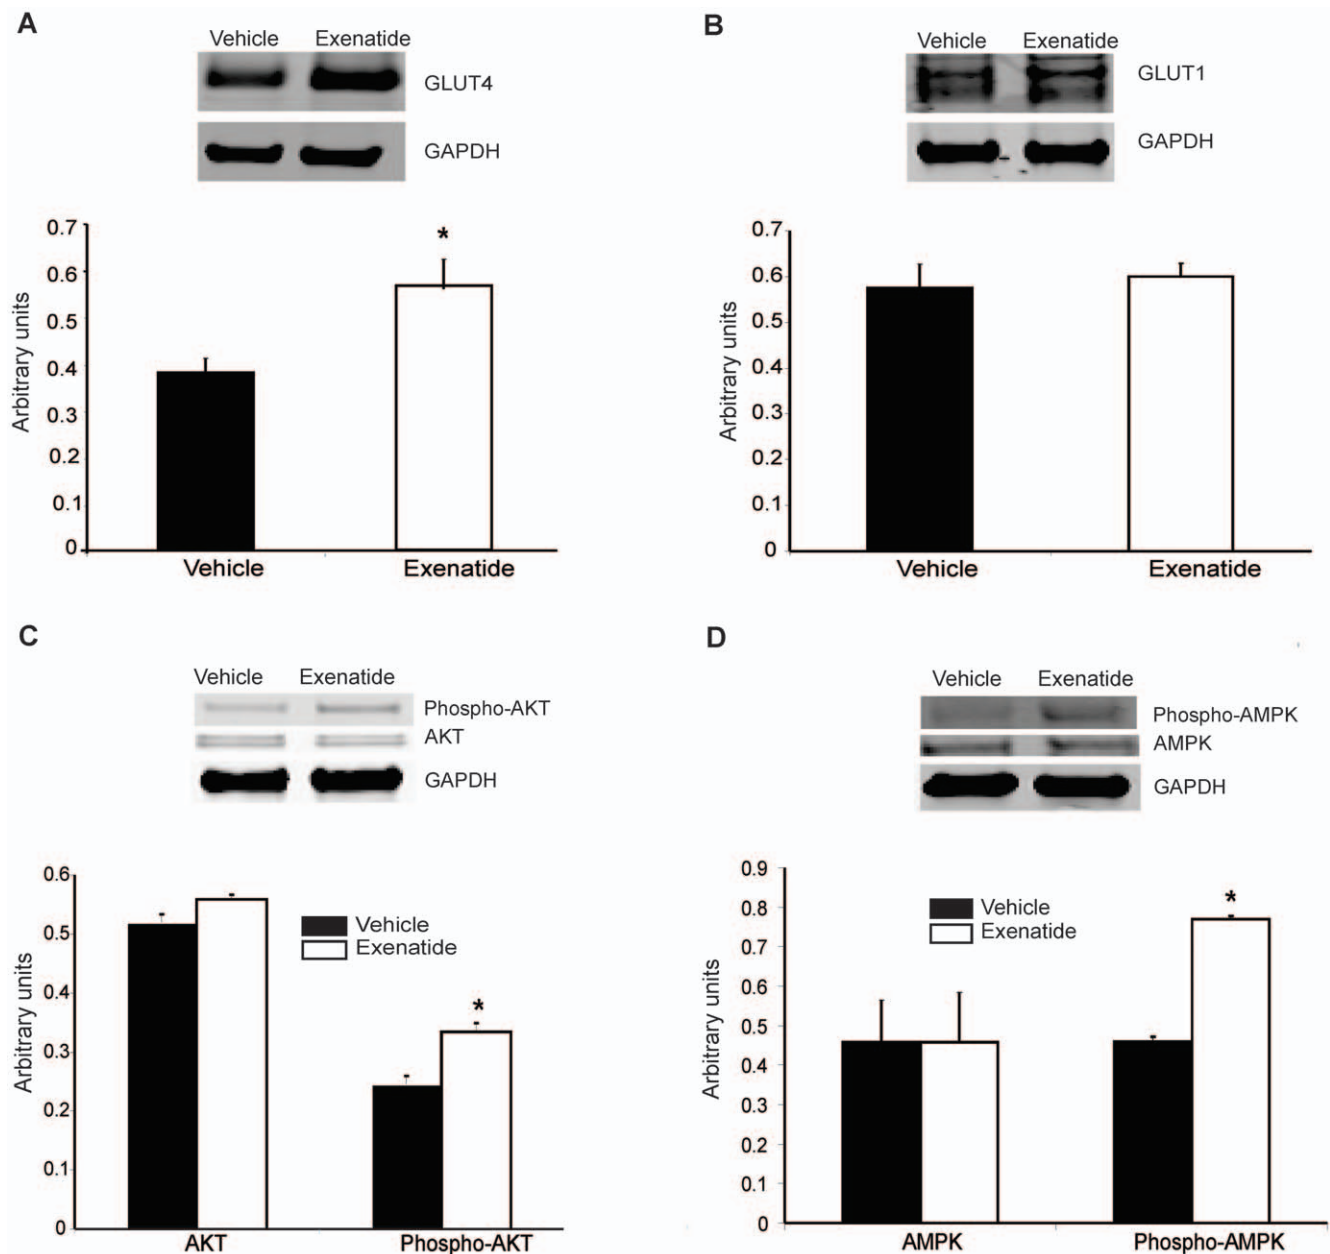 A
Vehicle Exenatide
GLUT4
GAPDH
0.7
0.6
0.5
0.4
0.3
0.2
0.1
0
Arbitrary units
*
Vehicle Exenatide
B
Vehicle Exenatide
GLUT1
GAPDH
0.7
0.6
0.5
0.4
0.3
0.2
0.1
0
Arbitrary units
Vehicle Exenatide
C
Vehicle Exenatide
Phospho-AKT
AKT
GAPDH
0.6
0.5
0.4
0.3
0.2
0.1
0
Arbitrary units
Vehicle
Exenatide
*
AKT Phospho-AKT
D
Vehicle Exenatide
Phospho-AMPK
AMPK
GAPDH
0.9
0.8
0.7
0.6
0.5
0.4
0.3
0.2
0.1
0
Arbitrary units
Vehicle
Exenatide
*
AMPK Phospho-AMPK